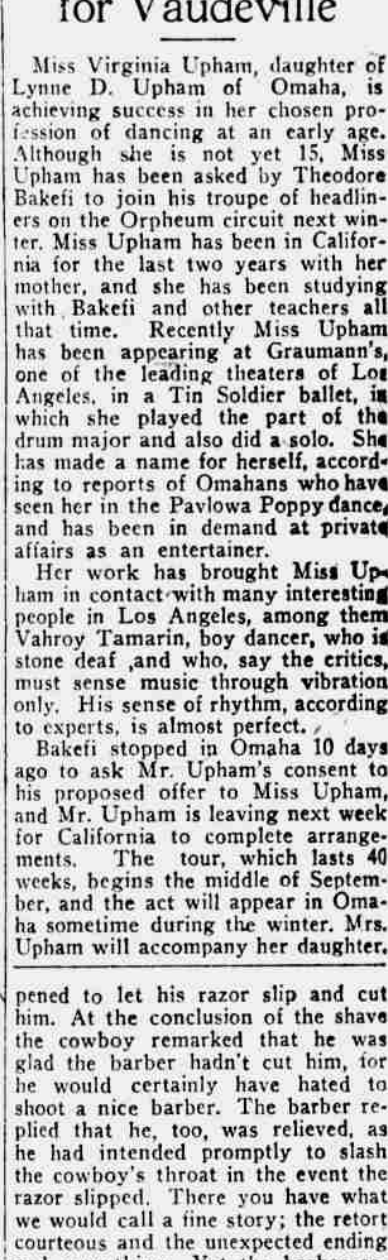 for Vaudeville
Miss Virginia Upham, daughter of
Lynne D. Upham of Omaha, is
achieving success in her chosen pro-
fession of dancing at an early age.
Although she is not yet 15, Miss
Upham has been asked by Theodore
Bakefi to join his troupe of headlin-
ers on the Orpheum circuit next win-
ter. Miss Upham has been in Califor-
nia for the last two years with her
mother, and she has been studying
with Bakefi and other teachers all
that time. Recently Miss Upham
has been appearing at Graumann's,
one of the leading theaters of Los
Angeles, in a Tin Soldier ballet, in
which she played the part of the
drum major and also did a solo. She
has made a name for herself, accord-
ing to reports of Omahans who have
seen her in the Pavlowa Poppy dance,
and has been in demand at private
affairs as an entertainer.
Her work has brought Miss Up-
ham in contact with many interesting
people in Los Angeles, among them
Vahroy Tamarin, boy dancer, who is
stone deaf ,and who, say the critics,
must sense music through vibration
only. His sense of rhythm, according
to experts, is almost perfect.
Bakefi stopped in Omaha 10 days
ago to ask Mr. Upham's consent to
his proposed offer to Miss Upham,
and Mr. Upham is leaving next week
for California to complete arrange-
ments. The tour, which lasts 40
weeks, begins the middle of Septem-
ber, and the act will appear in Oma-
ha sometime during the winter. Mrs.
Upham will accompany her daughter.
pened to let his razor slip and cut
him. At the conclusion of the shave
the cowboy remarked that he was
glad the barber hadn't cut him, for
he would certainly have hated to
shoot a nice barber. The barber re-
plied that he, too, was relieved, as
he had intended promptly to slash
the cowboy's throat in the event the
razor slipped. There you have what
we would call a fine story; the retort
courteous and the unexpected ending